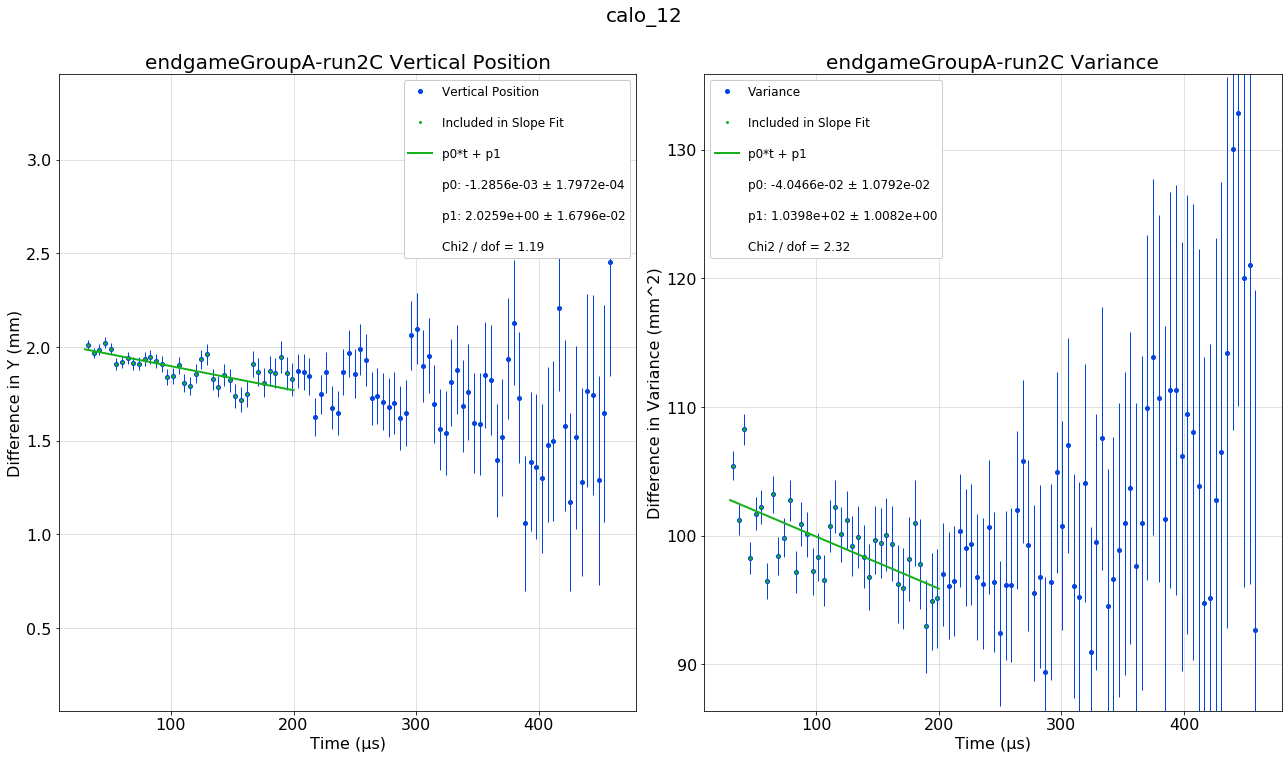 calo_12
endgameGroupA-run2C Vertical Position
Vertical Position
Included in Slope Fit
p0*t + p1
p0: -1.2856e-03 ± 1.7972e-04
p1: 2.0259e+00 ± 1.6796e-02
Chi2 / dof = 1.19
Difference in Y (mm)
3.0
2.5
2.0
1.5
1.0
0.5
100
200
300
400
Time (μs)
endgameGroupA-run2C Variance
Variance
Included in Slope Fit
p0*t + p1
p0: -4.0466e-02 ± 1.0792e-02
p1: 1.0398e+02 ± 1.0082e+00
Chi2 / dof = 2.32
Difference in Variance (mm^2)
130
120
110
100
90
100
200
300
400
Time (μs)